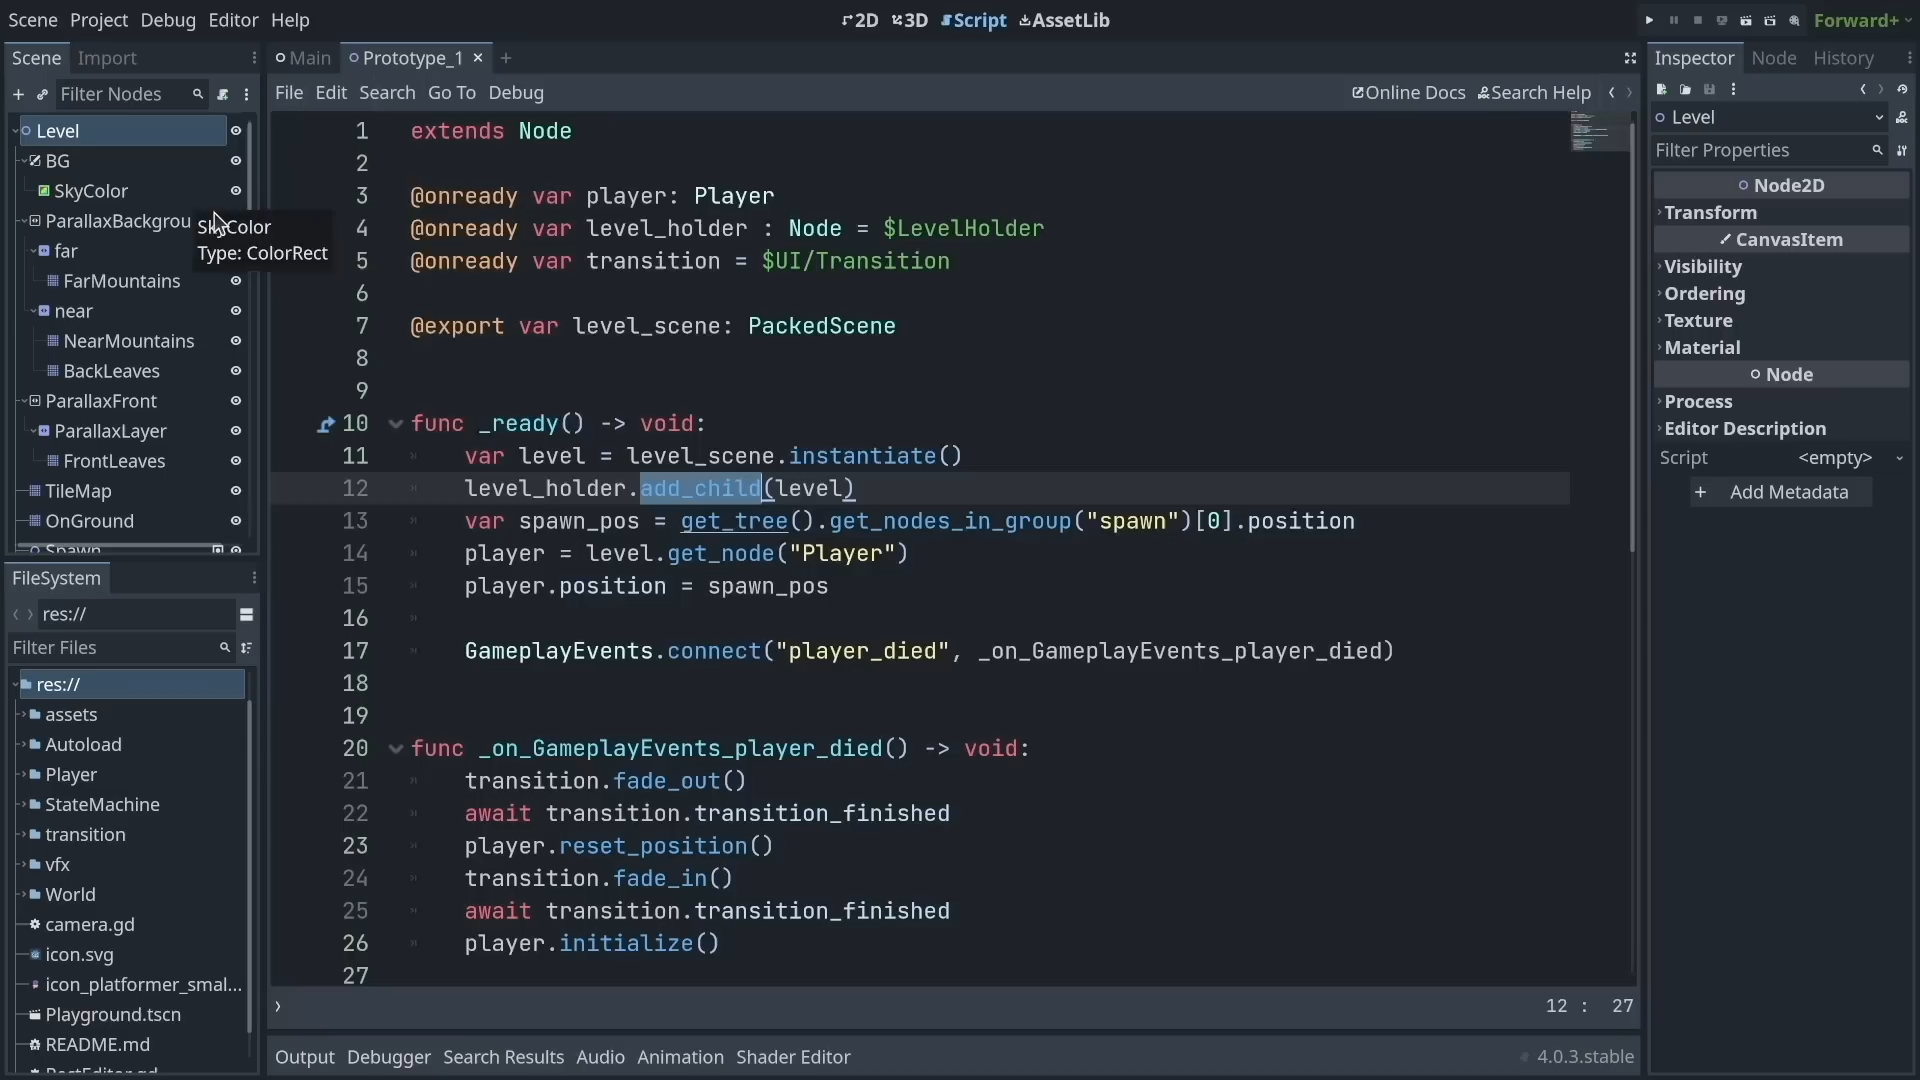 Scene Project Debug Editor Help
2D 3D Script AssetLib
Forward+
Scene Import
Filter Nodes
Level
BG
SkyColor
ParallaxBackgrou
far
FarMountains
near
NearMountains
BackLeaves
ParallaxFront
ParallaxLayer
FrontLeaves
TileMap
OnGround
Spawn
SkyColor
Type: ColorRect
FileSystem
res://
Filter Files
res://
assets
Autoload
Player
StateMachine
transition
vfx
World
camera.gd
icon.svg
icon_platformer_smal...
Playground.tscn
README.md
Main Prototype_1
File Edit Search Go To Debug
Online Docs Search Help
1 extends Node
2
3 @onready var player: Player
4 @onready var level_holder : Node = $LevelHolder
5 @onready var transition = $UI/Transition
6
7 @export var level_scene: PackedScene
8
9
10 func _ready() -> void:
11 var level = level_scene.instantiate()
12 level_holder.add_child(level)
13 var spawn_pos = get_tree().get_nodes_in_group("spawn")[0].position
14 player = level.get_node("Player")
15 player.position = spawn_pos
16
17 GameplayEvents.connect("player_died", _on_GameplayEvents_player_died)
18
19
20 func _on_GameplayEvents_player_died() -> void:
21 transition.fade_out()
22 await transition.transition_finished
23 player.reset_position()
24 transition.fade_in()
25 await transition.transition_finished
26 player.initialize()
27
12 : 27
Output Debugger Search Results Audio Animation Shader Editor
4.0.3.stable
Inspector Node History
Level
Filter Properties
Node2D
Transform
CanvasItem
Visibility
Ordering
Texture
Material
Node
Process
Editor Description
Script <empty>
+ Add Metadata